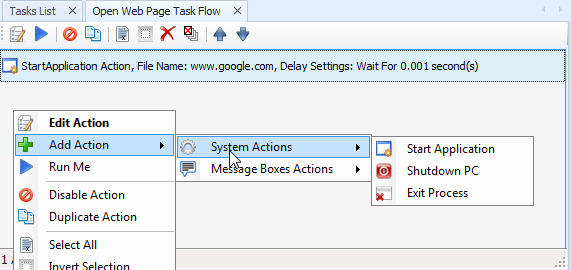 Tasks List
Open Web Page Task Flow
StartApplication Action, File Name: www.google.com, Delay Settings: Wait For 0.001 second(s)
Edit Action
Add Action
System Actions
Start Application
Run Me
Message Boxes Actions
Shutdown PC
Disable Action
Exit Process
Duplicate Action
Select All
1
Invert Selection